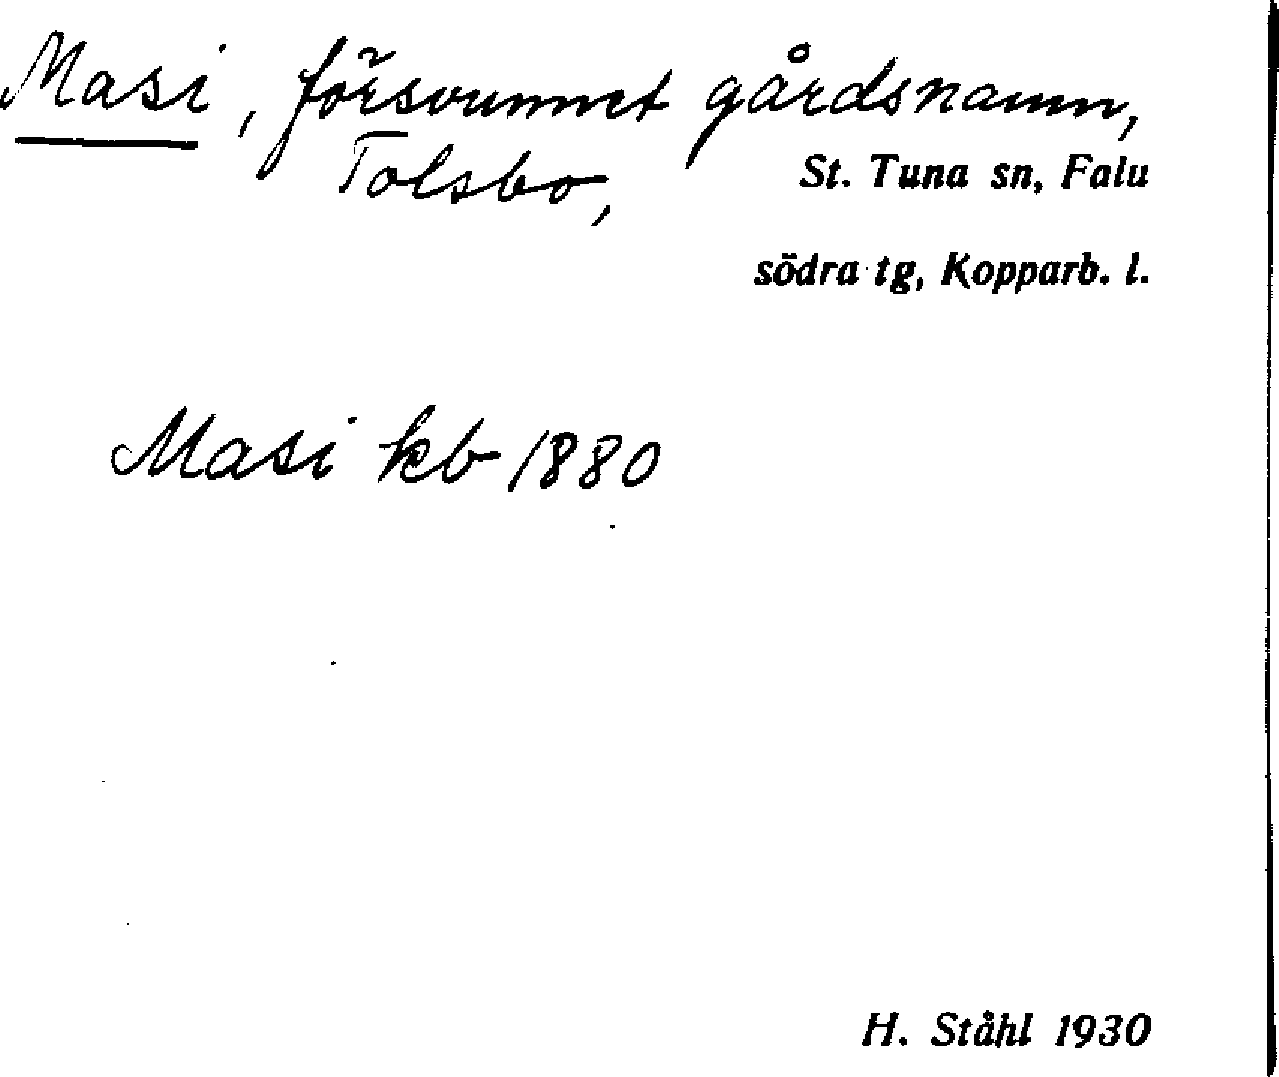 Masi, försvunnet gårdsnamn,
Tolsbo, St. Tuna sn, Falu
södra tg, Kopparb. l.
Masi kb 1880
H. Ståhl 1930